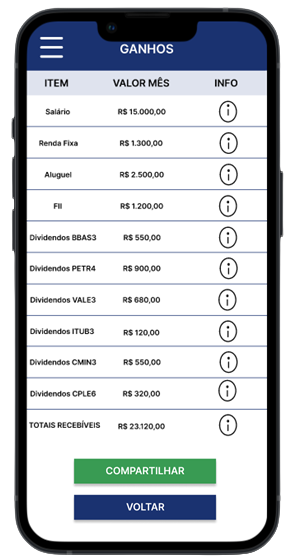 GANHOS
ITEM VALOR MÊS INFO
Salário R$ 15.000,00 i
Renda Fixa R$ 1.300,00 i
Aluguel R$ 2.500,00 i
FII R$ 1.200,00 i
Dividendos BBAS3 R$ 550,00 i
Dividendos PETR4 R$ 900,00 i
Dividendos VALE3 R$ 680,00 i
Dividendos ITUB3 R$ 120,00 i
Dividendos CMIN3 R$ 550,00 i
Dividendos CPLE6 R$ 320,00 i
TOTAIS RECEBÍVEIS R$ 23.120,00 i
COMPARTILHAR
VOLTAR